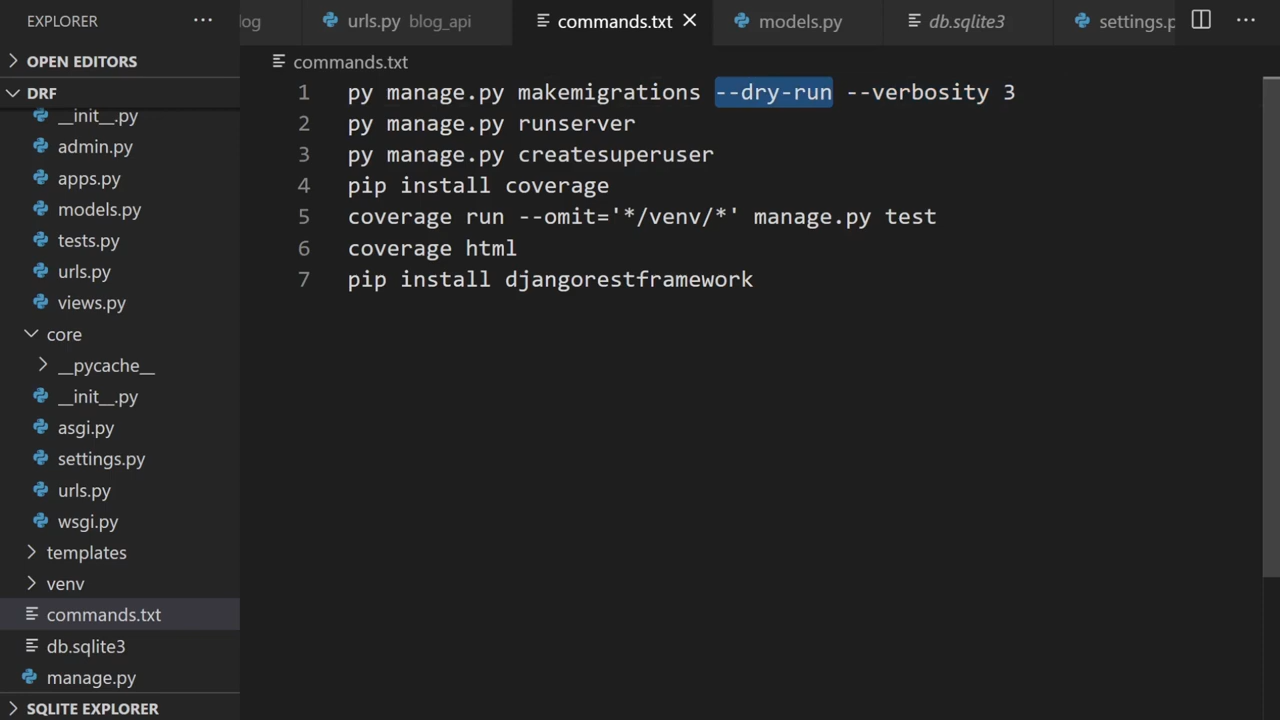 EXPLORER
···
log
urls.py blog_api
commands.txt
models.py
db.sqlite3
settings.p
···
OPEN EDITORS
DRF
__init__.py
admin.py
apps.py
models.py
tests.py
urls.py
views.py
core
__pycache__
__init__.py
asgi.py
settings.py
urls.py
wsgi.py
templates
venv
commands.txt
db.sqlite3
manage.py
SQLITE EXPLORER
commands.txt
1 py manage.py makemigrations --dry-run --verbosity 3
2 py manage.py runserver
3 py manage.py createsuperuser
4 pip install coverage
5 coverage run --omit='*/venv/*' manage.py test
6 coverage html
7 pip install djangorestframework